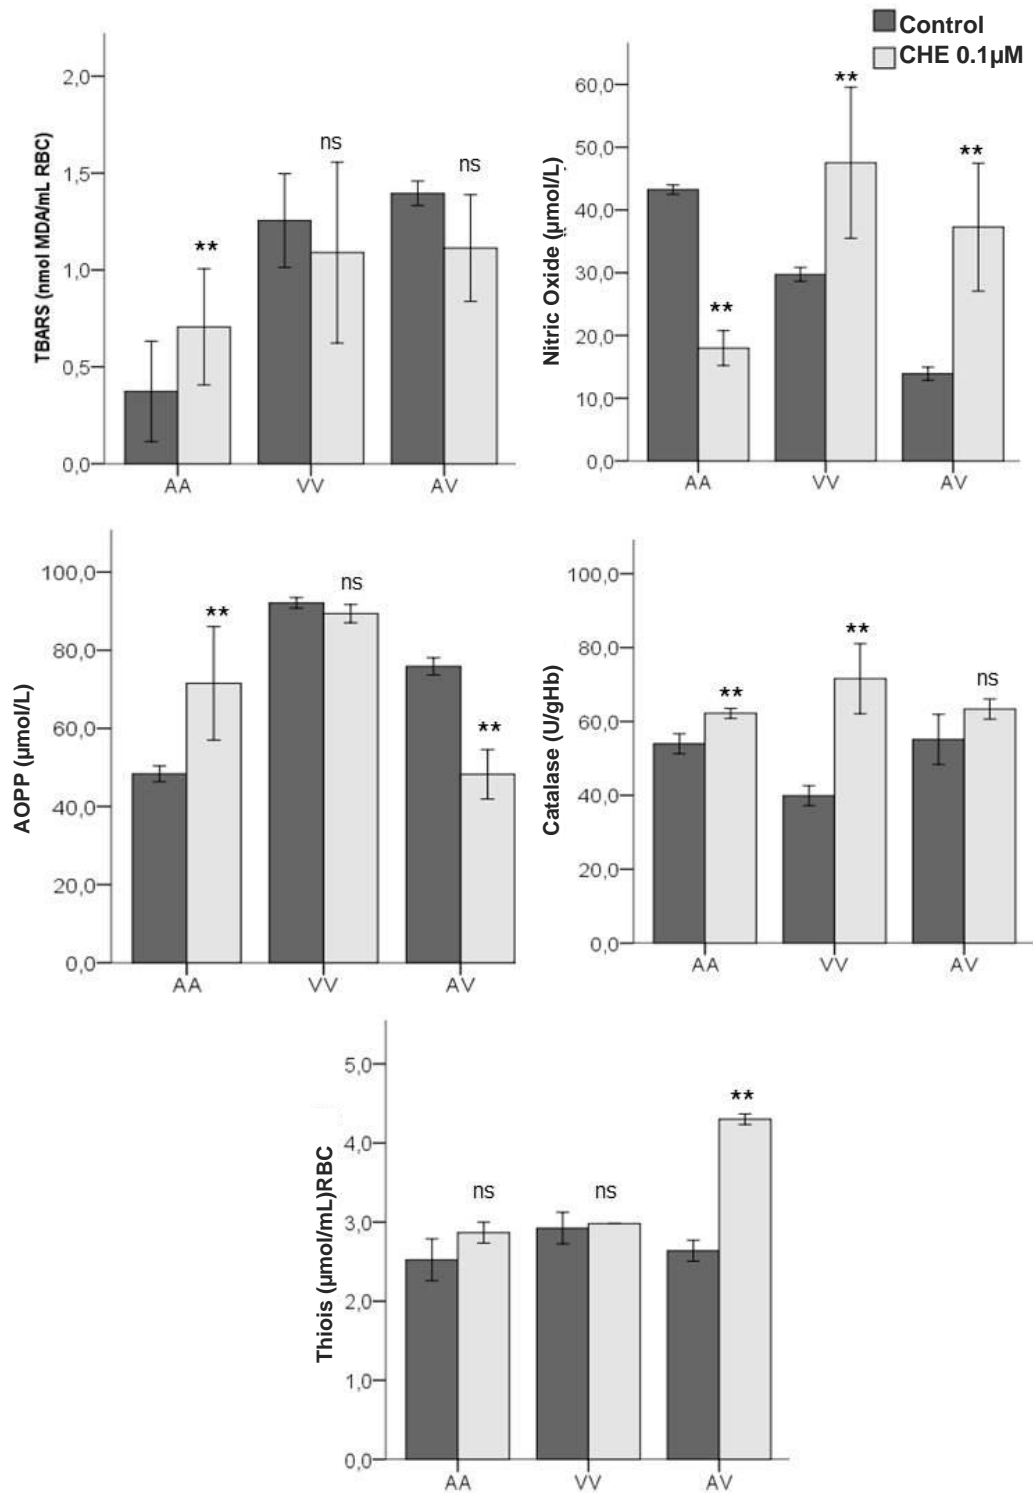 Control
CHE 0.1µM
TBARS (nmol MDA/mL RBC)
2,0
1,5
1,0
0,5
0,0
**
ns
ns
AA
VV
AV
Nitric Oxide (µmol/L)
60,0
50,0
40,0
30,0
20,0
10,0
0,0
**
**
**
AA
VV
AV
AOPP (µmol/L)
100,0
80,0
60,0
40,0
20,0
0,0
**
ns
**
AA
VV
AV
Catalase (U/gHb)
100,0
80,0
60,0
40,0
20,0
0,0
**
**
ns
AA
VV
AV
Thiois (µmol/mL)RBC
5,0
4,0
3,0
2,0
1,0
0,0
ns
ns
**
AA
VV
AV